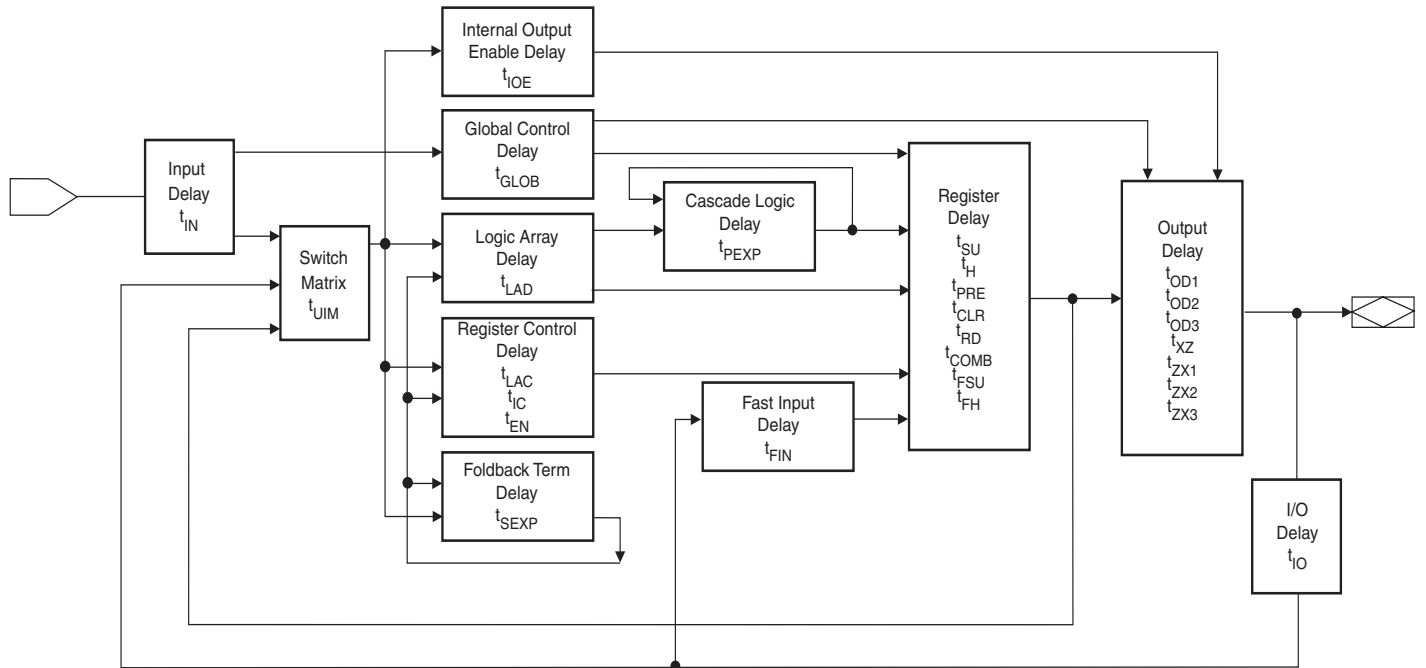 Internal Output
Enable Delay
tIOE
Global Control
Delay
tGLOB
Input
Delay
tIN
Switch
Matrix
tUIM
Logic Array
Delay
tLAD
Cascade Logic
Delay
tPEXP
Register Control
Delay
tLAC
tIC
tEN
Foldback Term
Delay
tSEXP
Fast Input
Delay
tFIN
Register
Delay
tSU
tH
tPRE
tCLR
tRD
tCOMB
tFSU
tFH
Output
Delay
tOD1
tOD2
tOD3
tXZ
tZX1
tZX2
tZX3
I/O
Delay
tIO